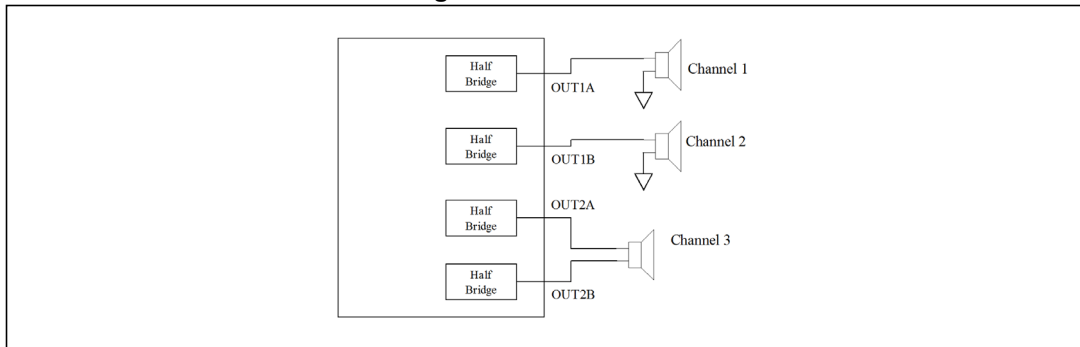 Half
Bridge
OUT1A
Channel 1
Half
Bridge
OUT1B
Channel 2
Half
Bridge
OUT2A
Channel 3
Half
Bridge
OUT2B